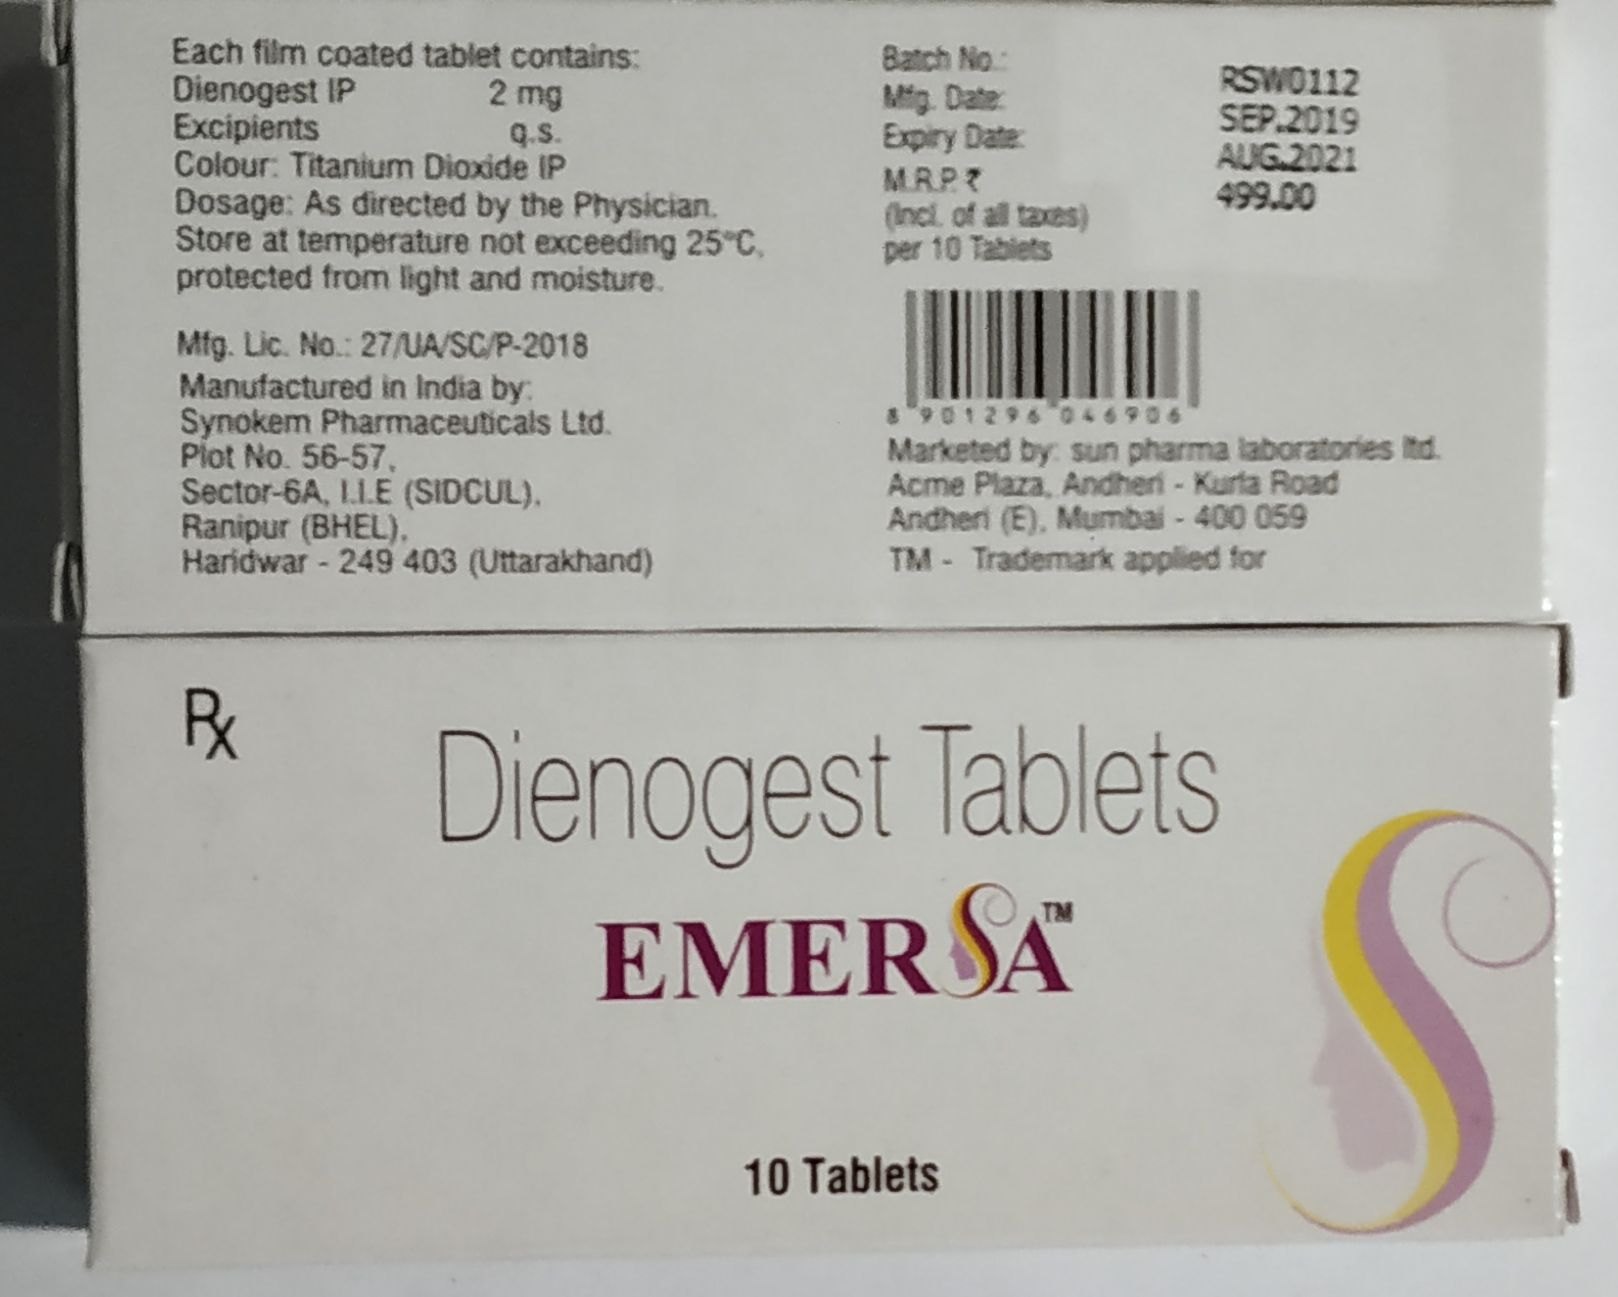 Each film coated tablet contains:
Dienogest IP 2 mg
Excipients q.s.
Colour: Titanium Dioxide IP
Dosage: As directed by the Physician.
Store at temperature not exceeding 25°C,
protected from light and moisture.
Mfg. Lic. No.: 27/UA/SC/P-2018
Manufactured in India by:
Synokem Pharmaceuticals Ltd.
Plot No. 56-57,
Sector-6A, I.I.E (SIDCUL),
Ranipur (BHEL),
Haridwar - 249 403 (Uttarakhand)
Batch No.: RSW0112
Mfg. Date: SEP.2019
Expiry Date: AUG.2021
M.R.P. ₹ 499.00
(Incl. of all taxes)
per 10 Tablets
8 901296 046906
Marketed by: sun pharma laboratories ltd.
Acme Plaza, Andheri - Kurla Road
Andheri (E), Mumbai - 400 059
TM - Trademark applied for
Rx
Dienogest Tablets
EMERSA™
10 Tablets